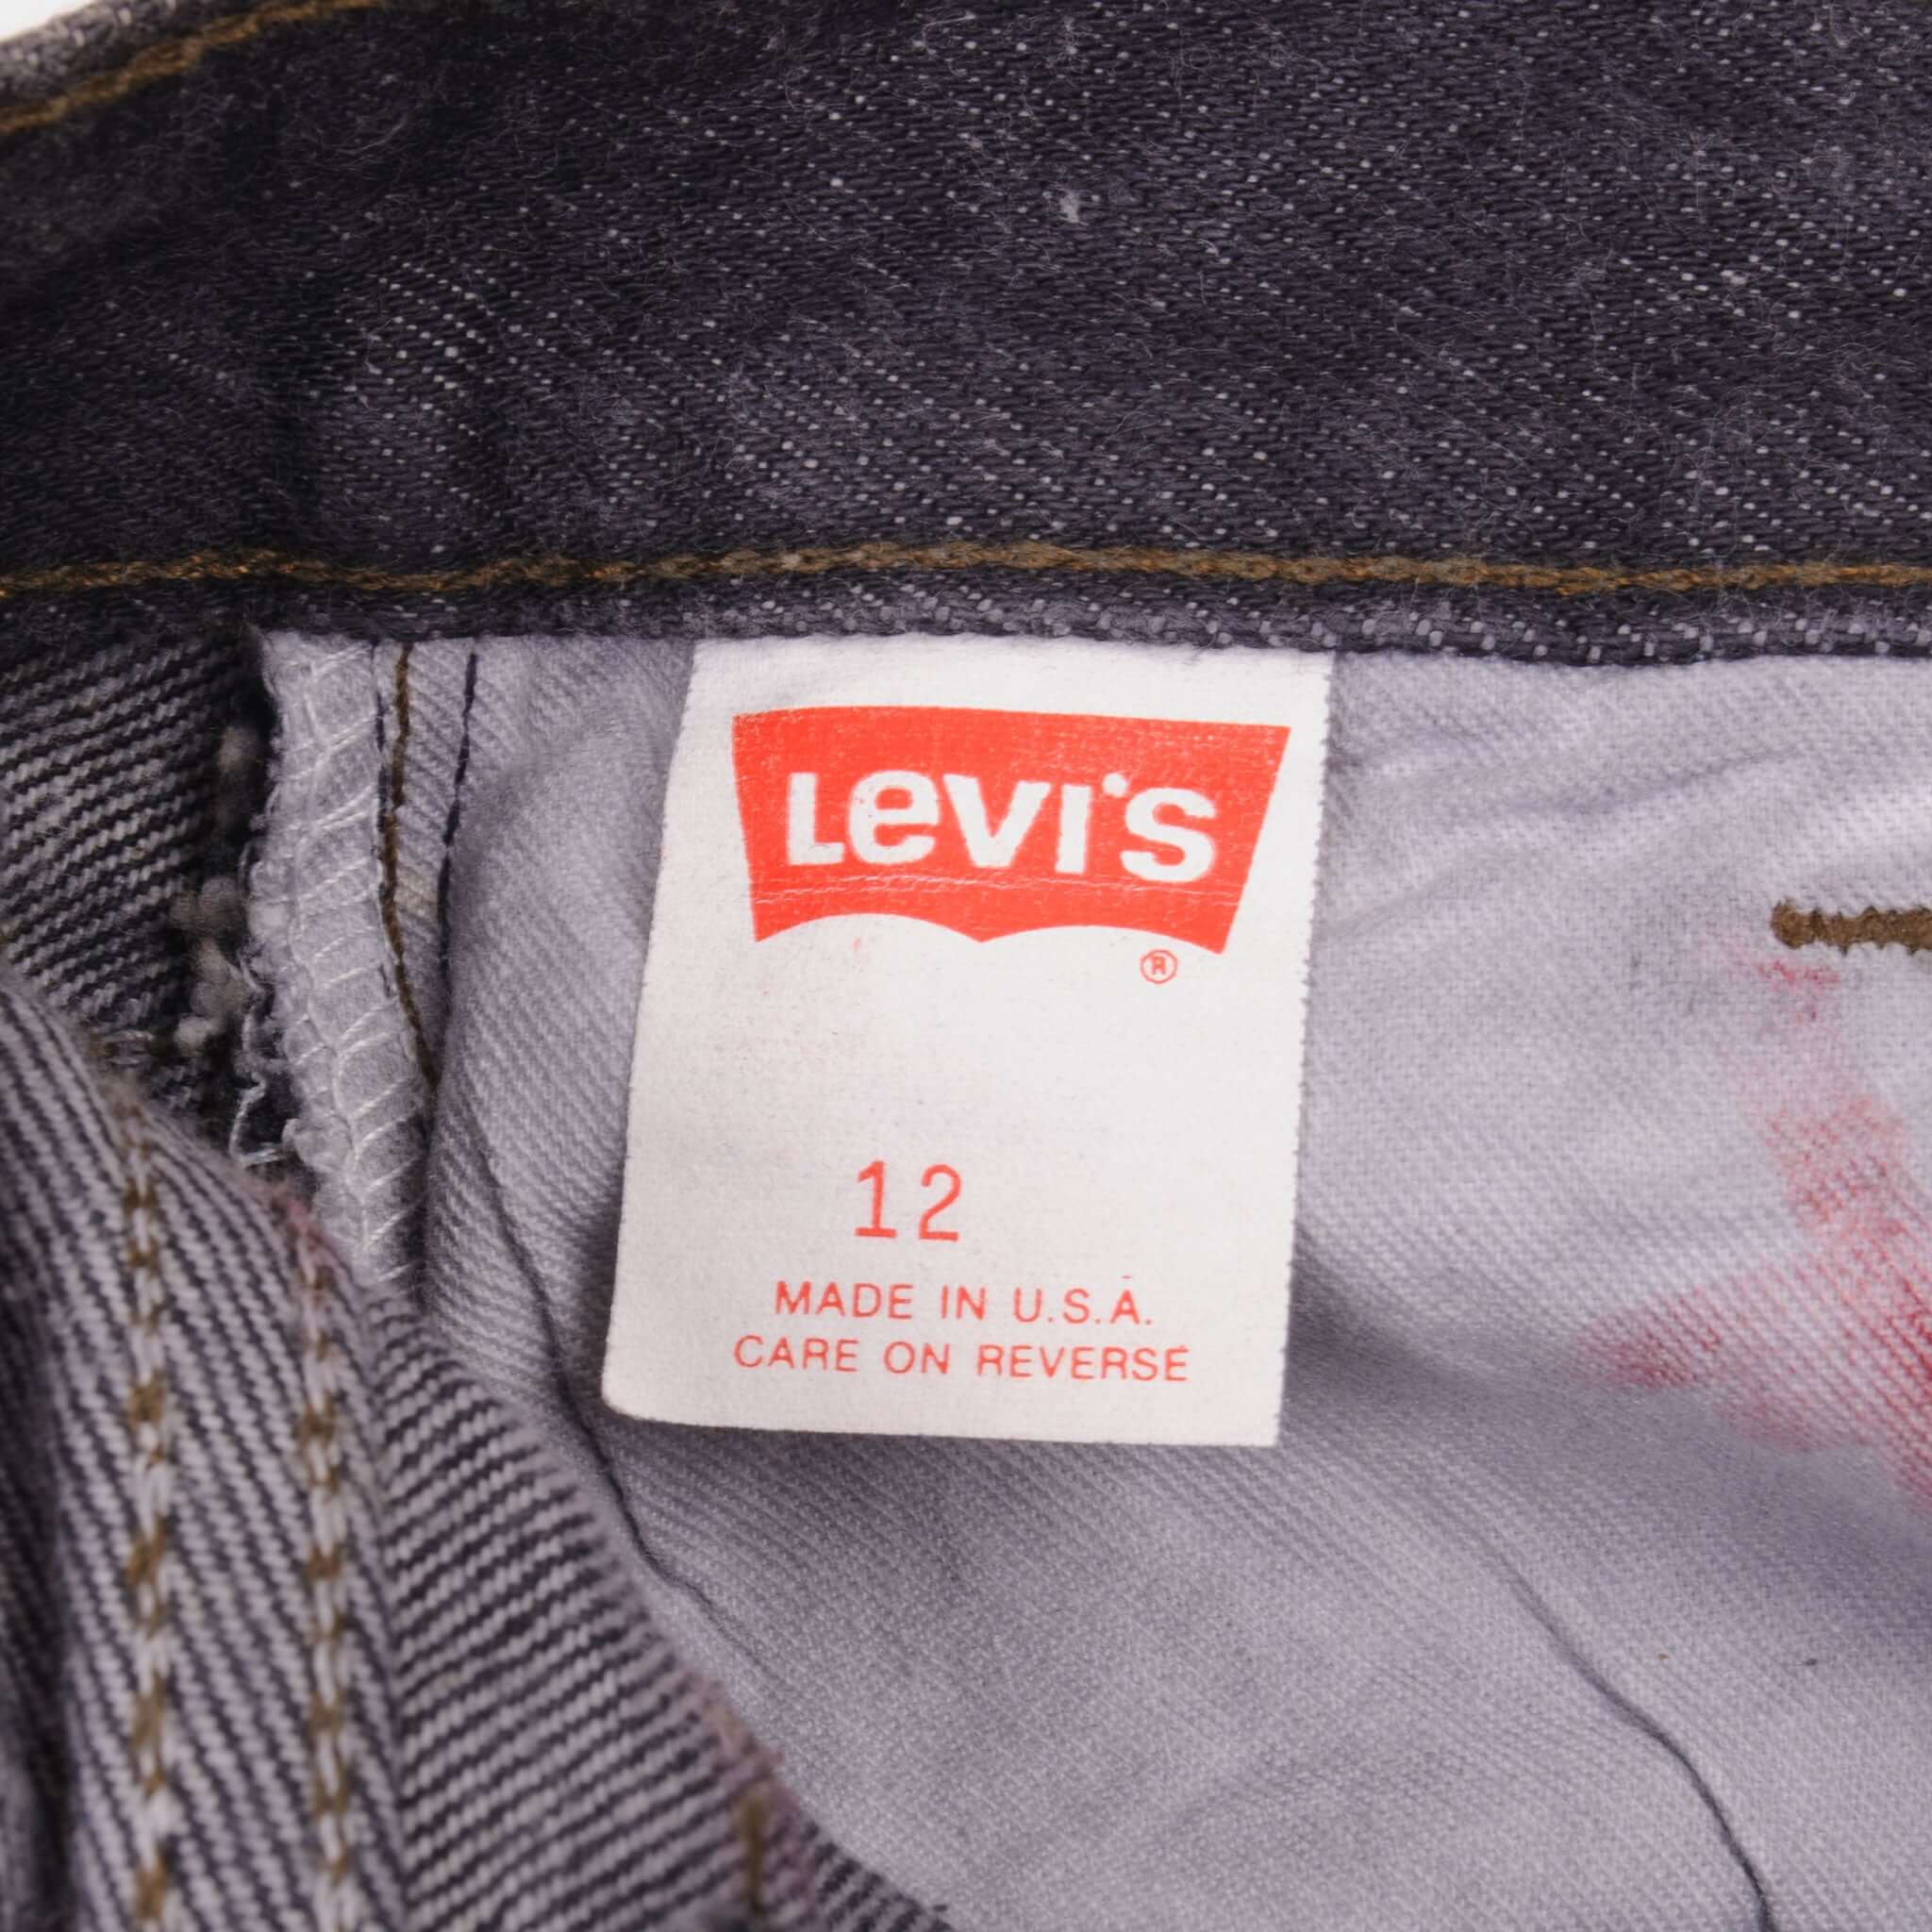 Levi's
®
12
MADE IN U.S.A.
CARE ON REVERSE